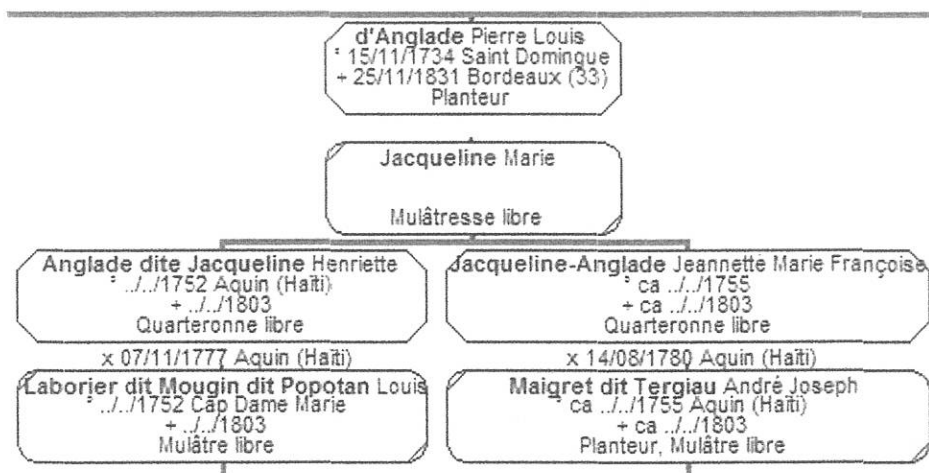 d'Anglade Pierre Louis
° 15/11/1734 Saint Domingue
+ 25/11/1831 Bordeaux (33)
Planteur
Jacqueline Marie
Mulâtresse libre
Anglade dite Jacqueline Henriette
° ../../1752 Aquin (Haïti)
+ ../../1803
Quarteronne libre
x 07/11/1777 Aquin (Haïti)
Laborier dit Mougin dit Popotan Louis
° ../../1752 Cap Dame Marie
+ ../../1803
Mulâtre libre
Jacqueline-Anglade Jeannette Marie Françoise
° ca ../../1755
+ ca ../../1803
Quarteronne libre
x 14/08/1780 Aquin (Haïti)
Maigret dit Tergiau André Joseph
° ca ../../1755 Aquin (Haïti)
+ ca ../../1803
Planteur, Mulâtre libre